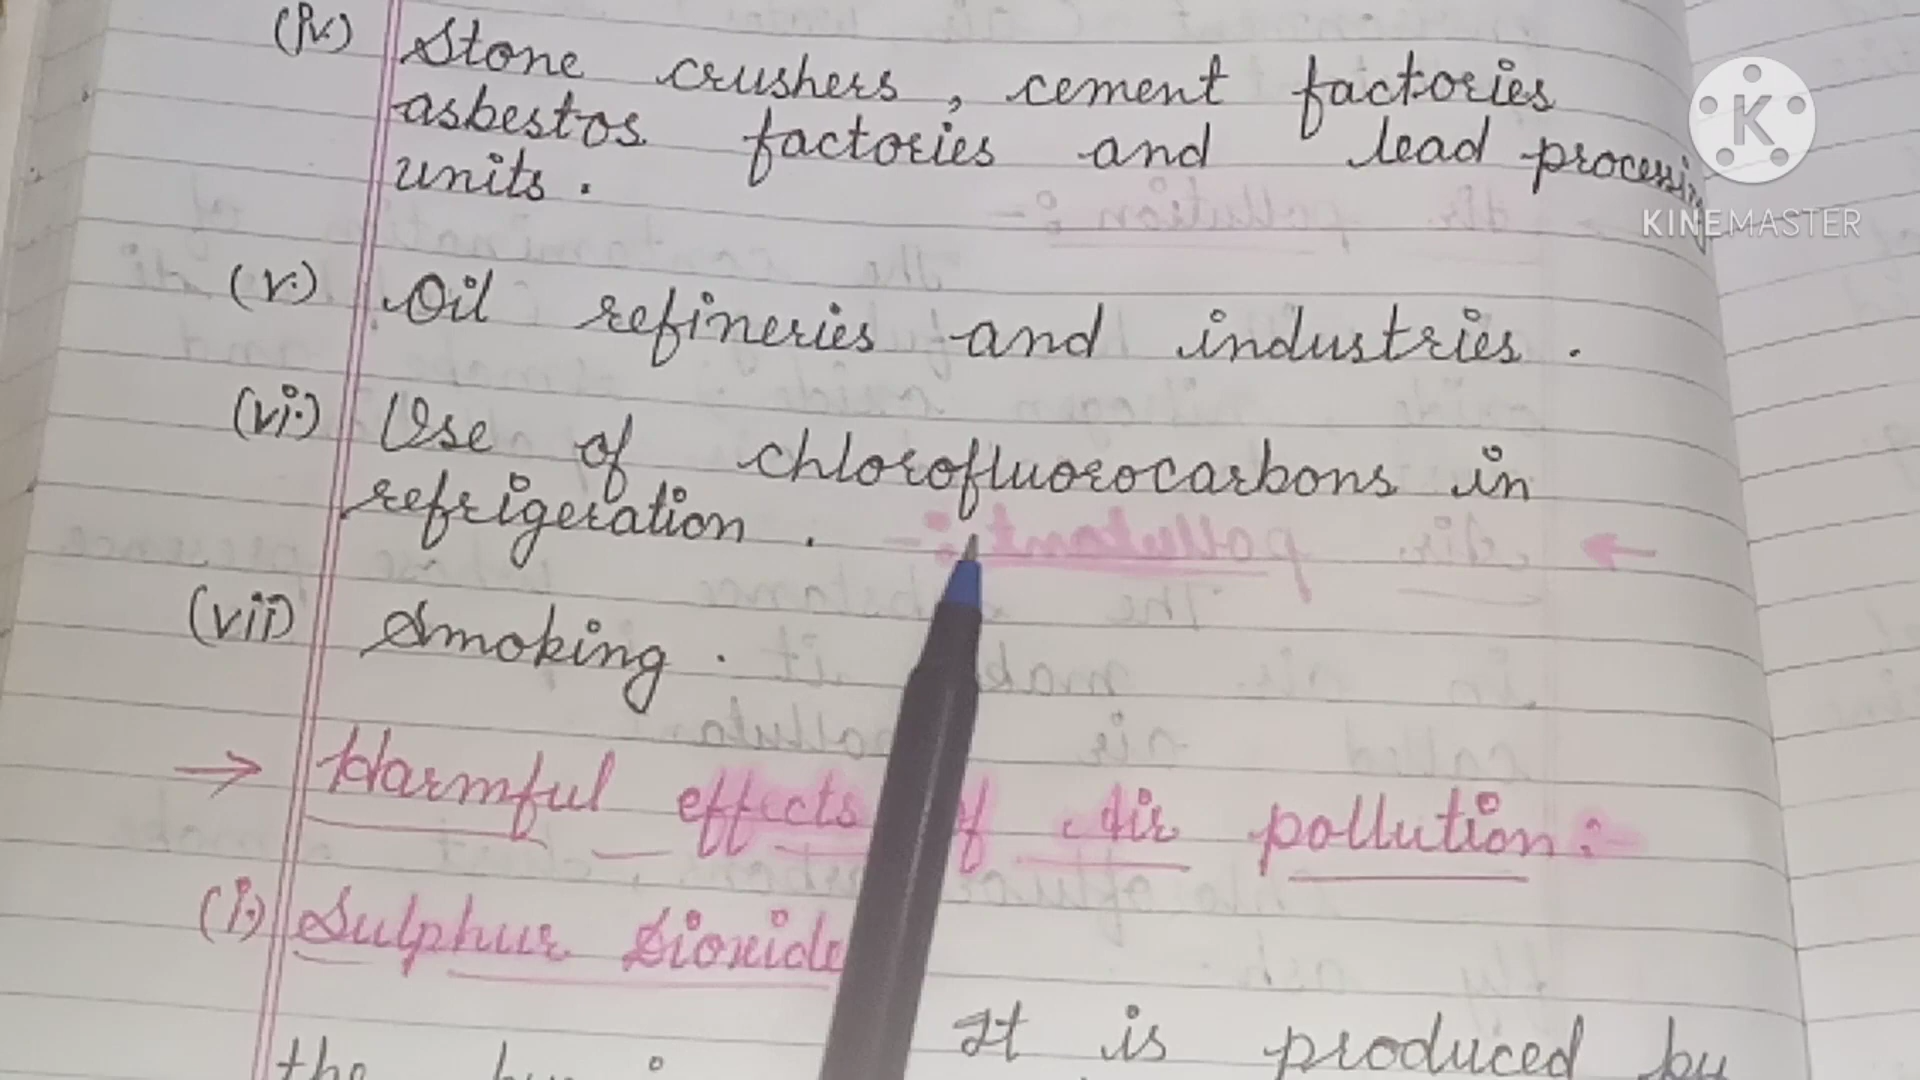 (iv.) Stone crushers, cement factories
asbestos factories and lead processing
units.
KINEMASTER
(v.) Oil refineries and industries.
(vi.) Use of chlorofluorocarbons in
refrigeration.
(vii) Smoking.
→ Harmful effects of air pollution:-
(i.) Sulphur Dioxide
It is produced by
the